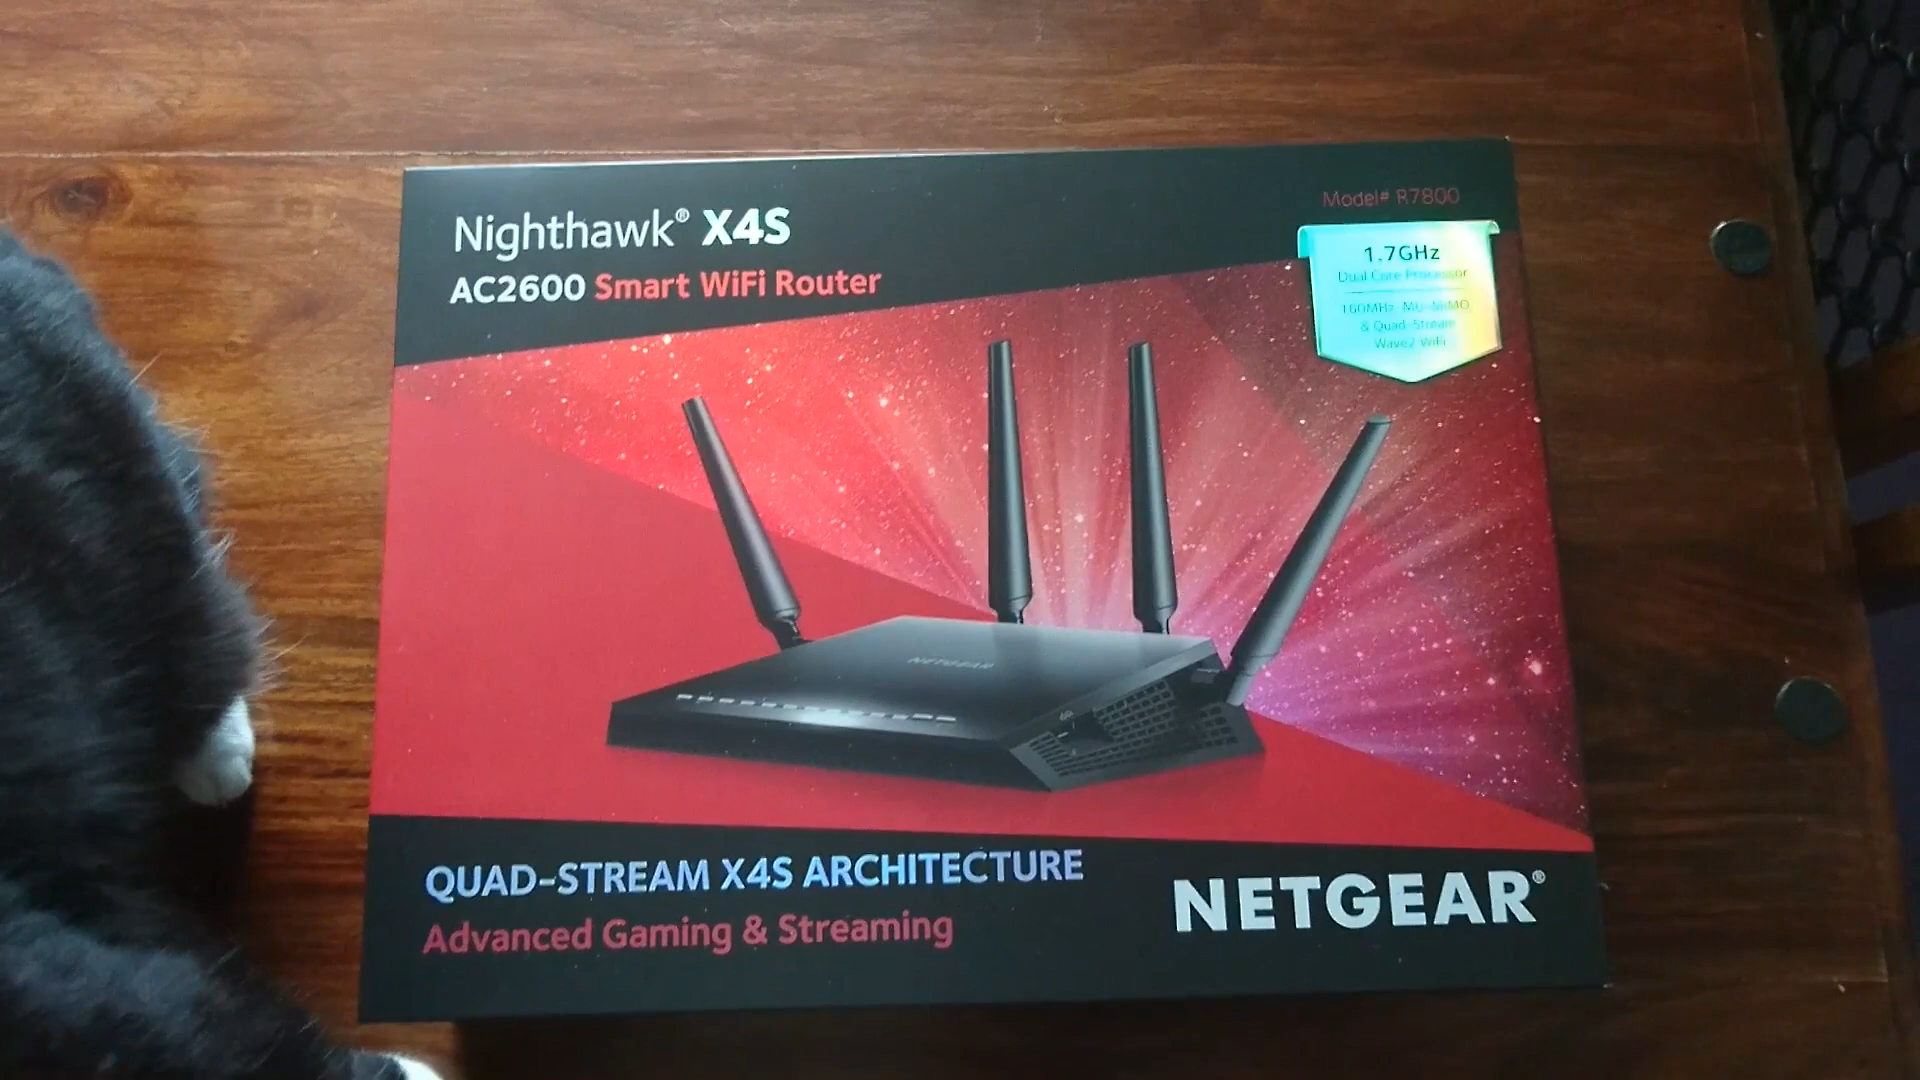 Nighthawk® X4S
AC2600 Smart WiFi Router
Model# R7800
1.7GHz
Dual Core Processor
160MHz, MU-MIMO
& Quad-Stream
Wave2 WiFi
NETGEAR
QUAD-STREAM X4S ARCHITECTURE
Advanced Gaming & Streaming
NETGEAR®